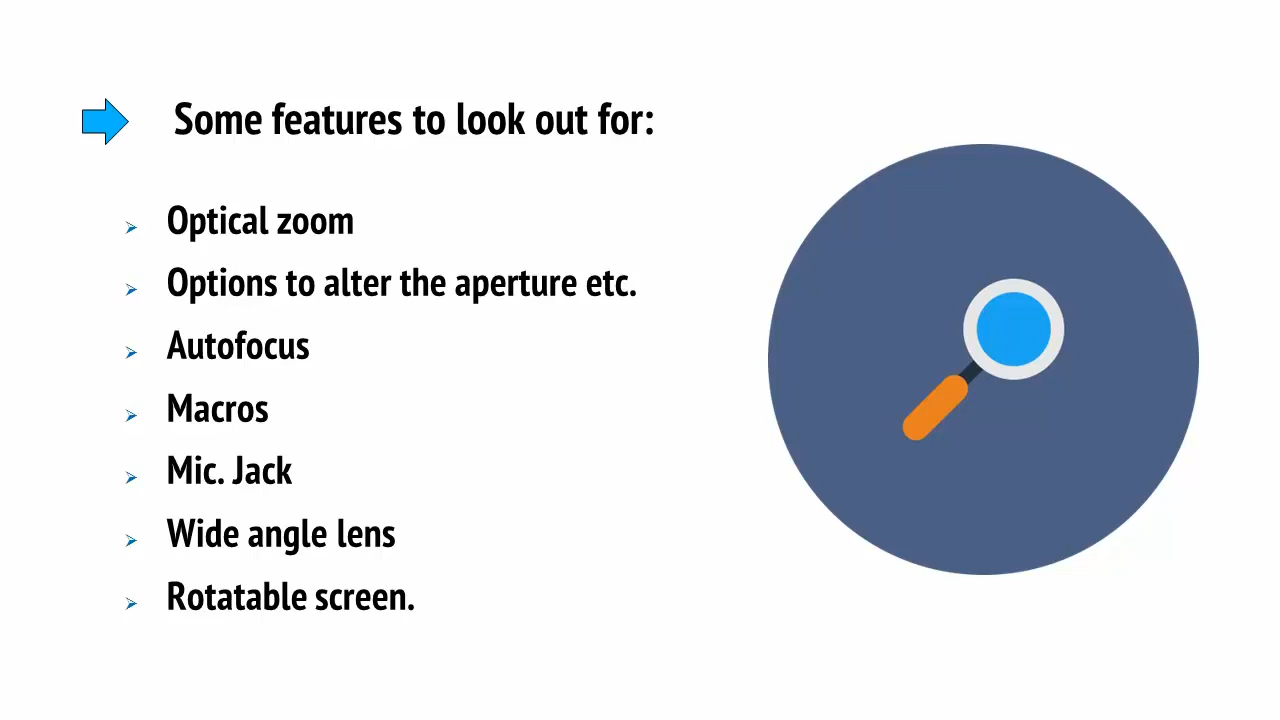 Some features to look out for:
Optical zoom
Options to alter the aperture etc.
Autofocus
Macros
Mic. Jack
Wide angle lens
Rotatable screen.